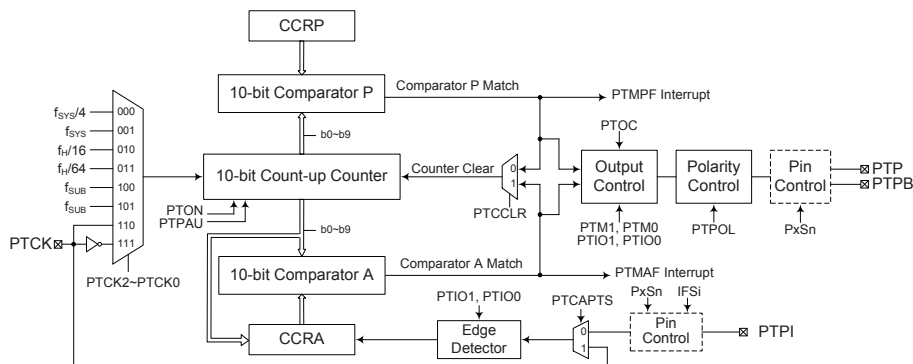 CCRP
10-bit Comparator P
Comparator P Match
PTMPF Interrupt
b0~b9
fSYS/4
fSYS
fH/16
fH/64
fSUB
fSUB
000
001
010
011
100
101
110
111
PTCK
PTCK2~PTCK0
10-bit Count-up Counter
PTON
PTPAU
Counter Clear
0
1
PTCCLR
PTOC
Output
Control
PTM1, PTM0
PTIO1, PTIO0
Polarity
Control
PTPOL
Pin
Control
PxSn
PTP
PTPB
b0~b9
10-bit Comparator A
Comparator A Match
PTMAF Interrupt
CCRA
PTIO1, PTIO0
Edge
Detector
PTCAPTS
0
1
PxSn
IFSi
Pin
Control
PTPI